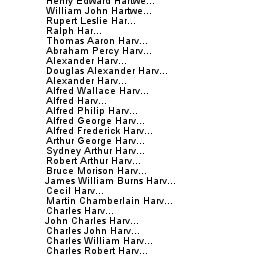 Henry Edward Hartwe...
William John Hartwe...
Rupert Leslie Har...
Ralph Har...
Thomas Aaron Harv...
Abraham Percy Harv...
Alexander Harv...
Douglas Alexander Harv...
Alexander Harv...
Alfred Wallace Harv...
Alfred Harv...
Alfred Philip Harv...
Alfred George Harv...
Alfred Frederick Harv...
Arthur George Harv...
Sydney Arthur Harv...
Robert Arthur Harv...
Bruce Morison Harv...
James William Burns Harv...
Cecil Harv...
Martin Chamberlain Harv...
Charles Harv...
John Charles Harv...
Charles John Harv...
Charles William Harv...
Charles Robert Harv...